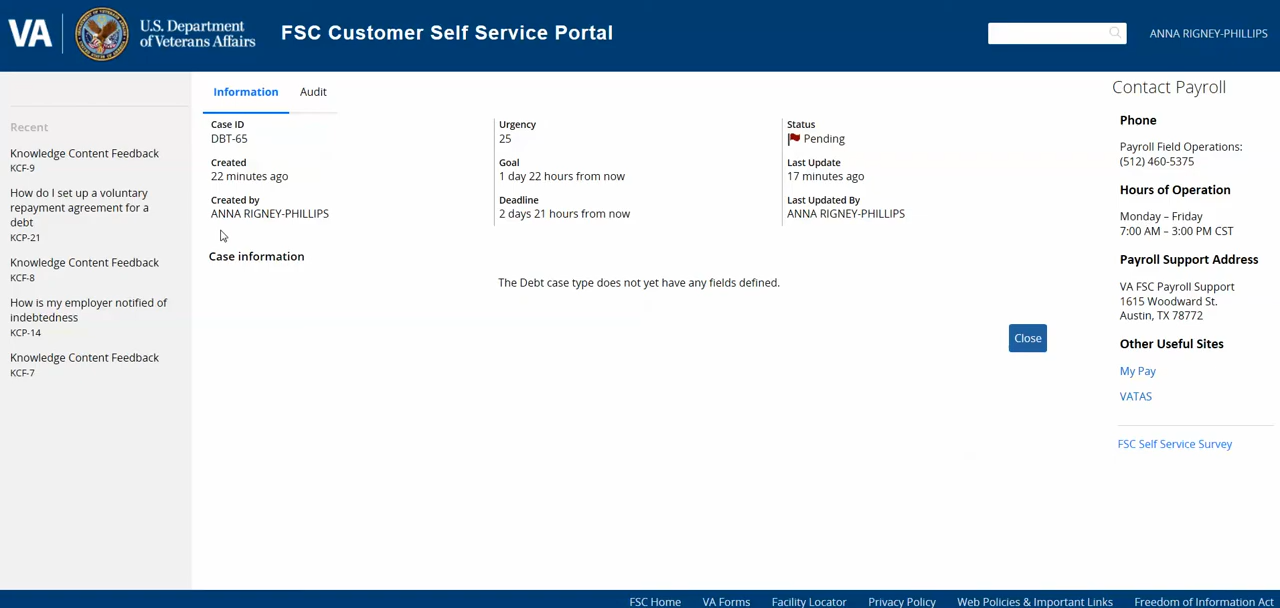 VA
U.S. Department
of Veterans Affairs
FSC Customer Self Service Portal
ANNA RIGNEY-PHILLIPS
Recent
Knowledge Content Feedback
KCF-9
How do I set up a voluntary
repayment agreement for a
debt
KCP-21
Knowledge Content Feedback
KCF-8
How is my employer notified of
indebtedness
KCP-14
Knowledge Content Feedback
KCF-7
Information
Audit
Case ID
DBT-65
Created
22 minutes ago
Created by
ANNA RIGNEY-PHILLIPS
Urgency
25
Goal
1 day 22 hours from now
Deadline
2 days 21 hours from now
Status
Pending
Last Update
17 minutes ago
Last Updated By
ANNA RIGNEY-PHILLIPS
Case information
The Debt case type does not yet have any fields defined.
Close
Contact Payroll
Phone
Payroll Field Operations:
(512) 460-5375
Hours of Operation
Monday – Friday
7:00 AM – 3:00 PM CST
Payroll Support Address
VA FSC Payroll Support
1615 Woodward St.
Austin, TX 78772
Other Useful Sites
My Pay
VATAS
FSC Self Service Survey
FSC Home
VA Forms
Facility Locator
Privacy Policy
Web Policies & Important Links
Freedom of Information Act